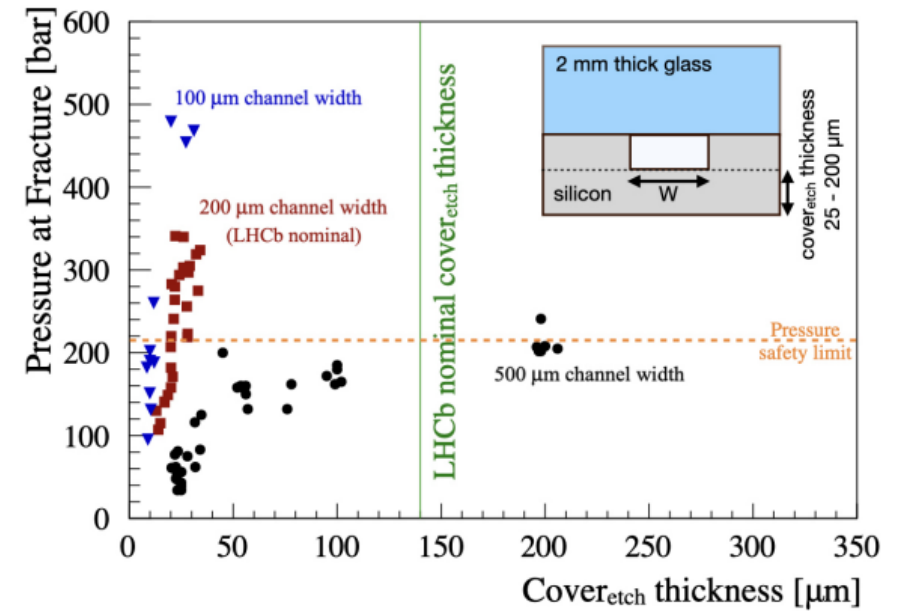 Pressure at Fracture [bar]
600
500
400
300
200
100
0
0 50 100 150 200 250 300 350
Cover_etch thickness [μm]
100 μm channel width
200 μm channel width
(LHCb nominal)
LHCb nominal cover_etch thickness
2 mm thick glass
silicon
W
cover_etch thickness
25 - 200 μm
Pressure
safety limit
500 μm channel width